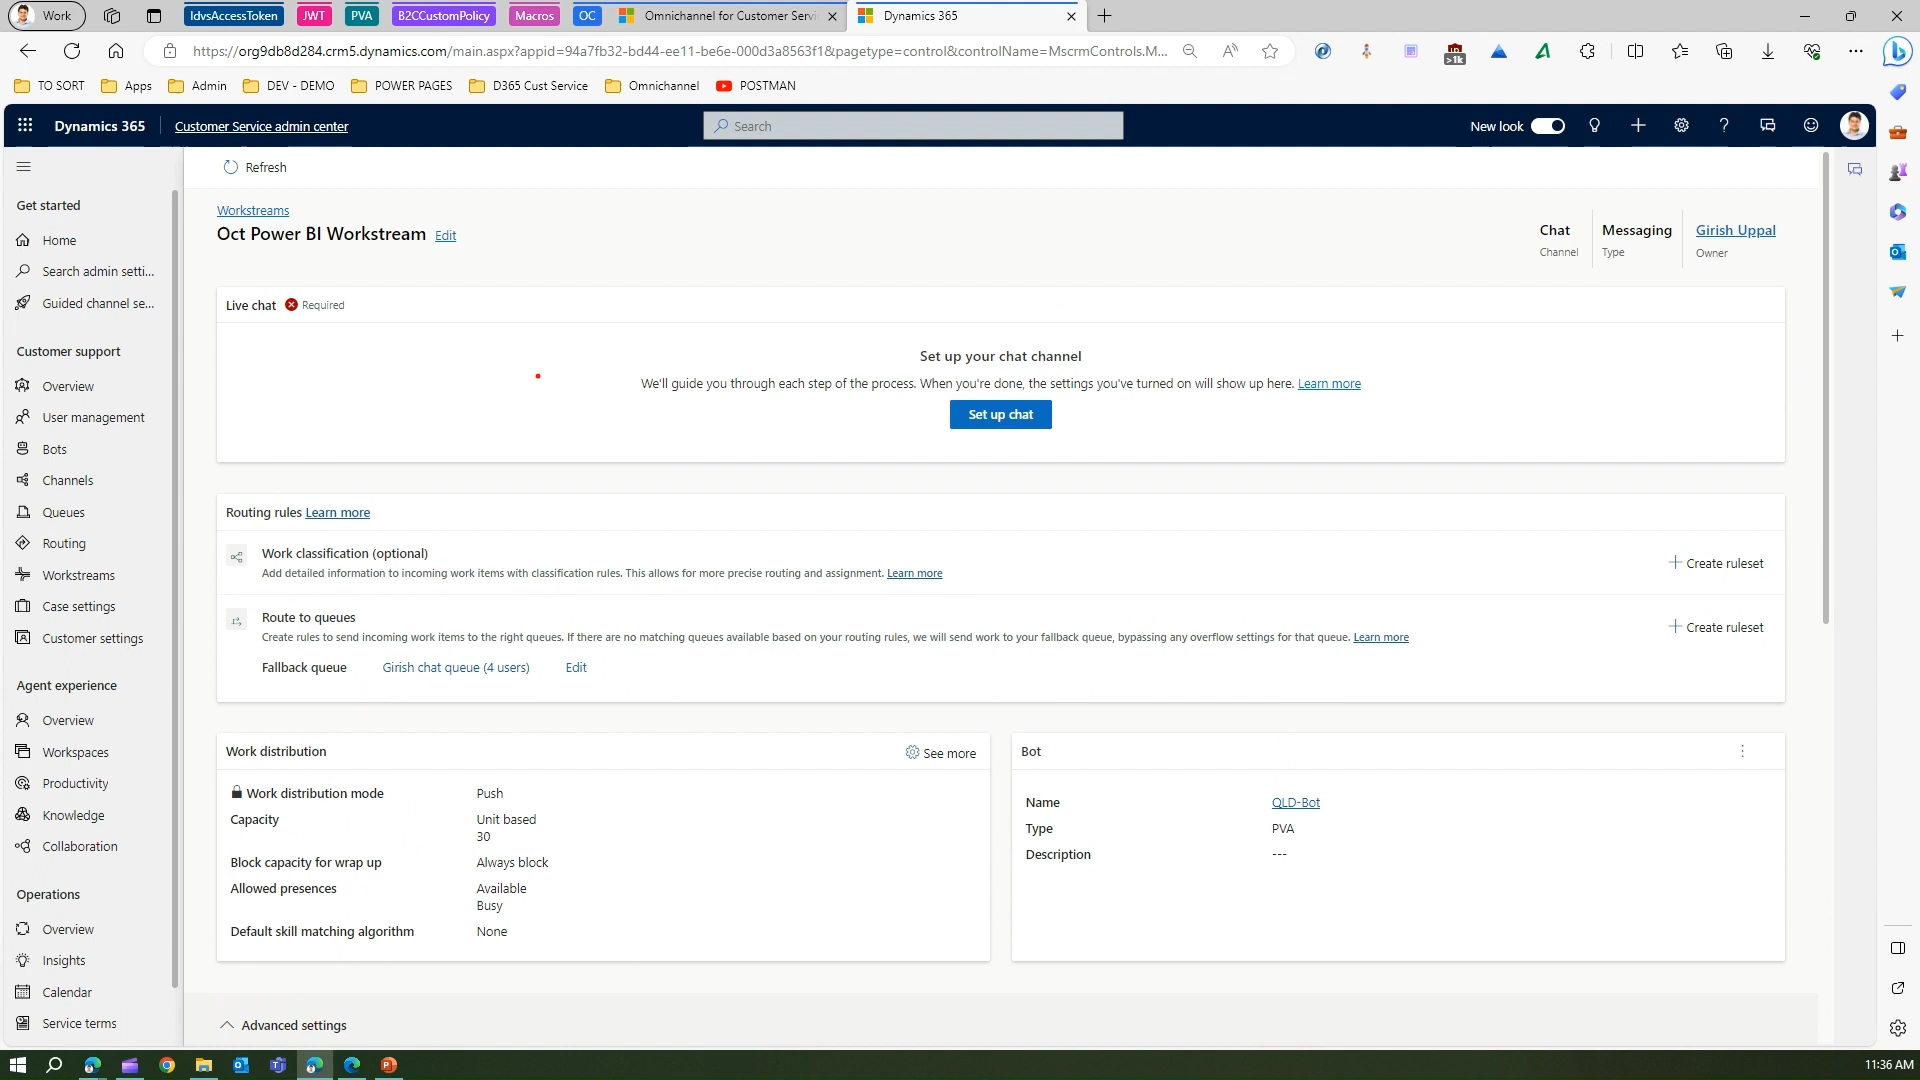 Work
IdvsAccessToken
JWT
PVA
B2CCustomPolicy
Macros
OC
Omnichannel for Customer Servi
Dynamics 365
https://org9db8d284.crm5.dynamics.com/main.aspx?appid=94a7fb32-bd44-ee11-be6e-000d3a8563f1&pagetype=control&controlName=MscrmControls.M...
>1k
TO SORT
Apps
Admin
DEV - DEMO
POWER PAGES
D365 Cust Service
Omnichannel
POSTMAN
Dynamics 365
Customer Service admin center
Search
New look
Refresh
Get started
Home
Search admin setti...
Guided channel se...
Customer support
Overview
User management
Bots
Channels
Queues
Routing
Workstreams
Case settings
Customer settings
Agent experience
Overview
Workspaces
Productivity
Knowledge
Collaboration
Operations
Overview
Insights
Calendar
Service terms
Workstreams
Oct Power BI Workstream Edit
Chat
Channel
Messaging
Type
Girish Uppal
Owner
Live chat Required
Set up your chat channel
We'll guide you through each step of the process. When you're done, the settings you've turned on will show up here. Learn more
Set up chat
Routing rules Learn more
Work classification (optional)
Add detailed information to incoming work items with classification rules. This allows for more precise routing and assignment. Learn more
+ Create ruleset
Route to queues
Create rules to send incoming work items to the right queues. If there are no matching queues available based on your routing rules, we will send work to your fallback queue, bypassing any overflow settings for that queue. Learn more
+ Create ruleset
Fallback queue Girish chat queue (4 users) Edit
Work distribution See more
Work distribution mode Push
Capacity Unit based
30
Block capacity for wrap up Always block
Allowed presences Available
Busy
Default skill matching algorithm None
Bot
Name QLD-Bot
Type PVA
Description ---
Advanced settings
11:36 AM